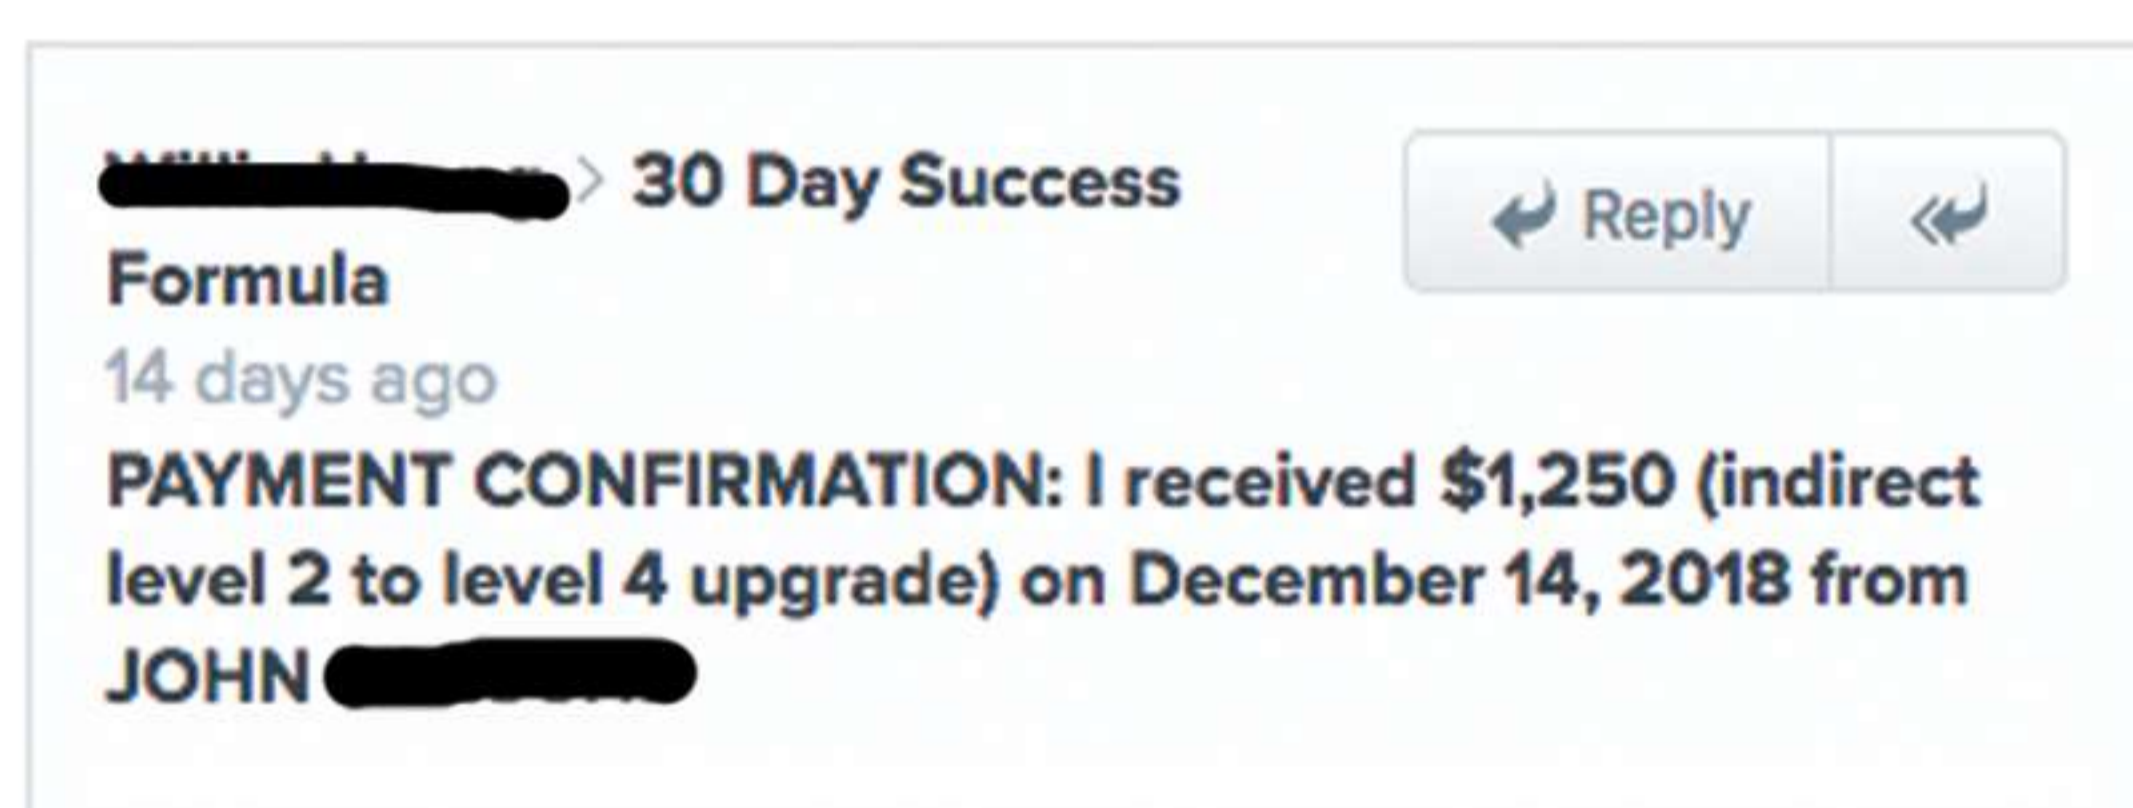 > 30 Day Success
Formula
Reply
14 days ago
PAYMENT CONFIRMATION: I received $1,250 (indirect
level 2 to level 4 upgrade) on December 14, 2018 from
JOHN